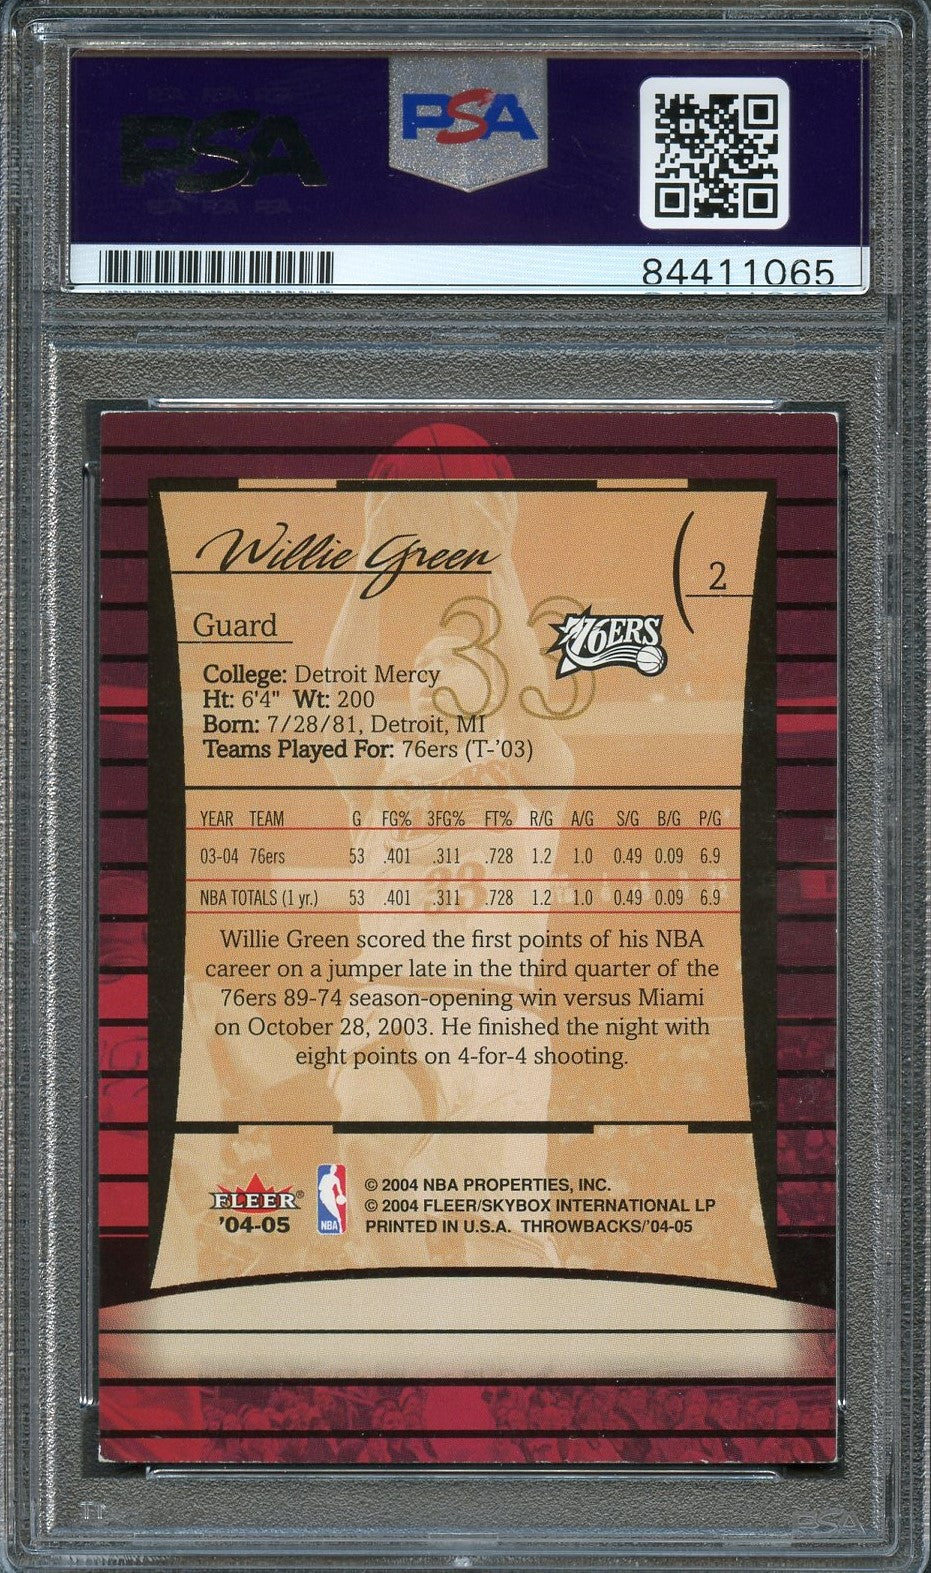 PSA
PSA
84411065
Willie Green
2
Guard
33
76ERS
College: Detroit Mercy
Ht: 6'4" Wt: 200
Born: 7/28/81, Detroit, MI
Teams Played For: 76ers (T-'03)
YEAR TEAM G FG% 3FG% FT% R/G A/G S/G B/G P/G
03-04 76ers 53 .401 .311 .728 1.2 1.0 0.49 0.09 6.9
NBA TOTALS (1 yr.) 53 .401 .311 .728 1.2 1.0 0.49 0.09 6.9
33
Willie Green scored the first points of his NBA
career on a jumper late in the third quarter of the
76ers 89-74 season-opening win versus Miami
on October 28, 2003. He finished the night with
eight points on 4-for-4 shooting.
FLEER®
'04-05
NBA
© 2004 NBA PROPERTIES, INC.
© 2004 FLEER/SKYBOX INTERNATIONAL LP
PRINTED IN U.S.A. THROWBACKS/'04-05
PSA